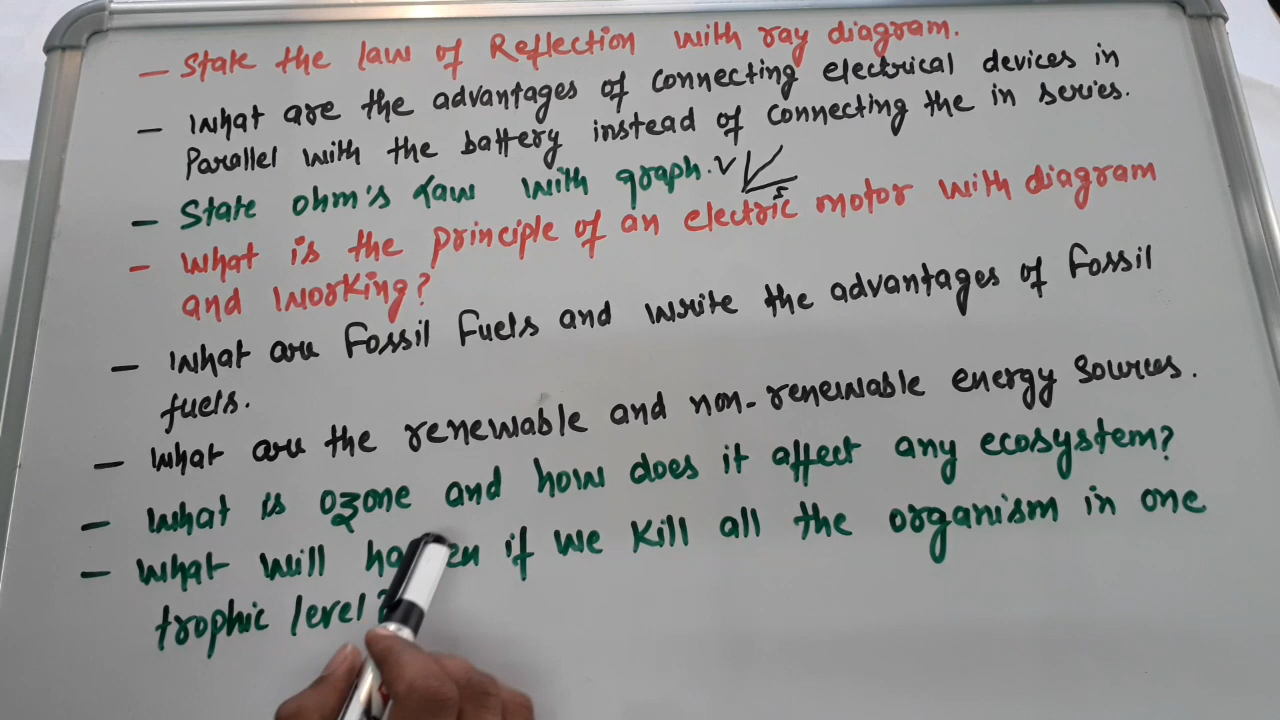 - State the law of Reflection with ray diagram.
- What are the advantages of connecting electrical devices in
Parallel with the battery instead of connecting the in series.
- State ohm's Law with graph. V I
- What is the principle of an electric motor with diagram
and working?
- What are Fossil Fuels and write the advantages of Fossil
fuels.
- What are the renewable and non-renewable energy sources.
- What is ozone and how does it affect any ecosystem?
- What will if we kill all the organism in one
trophic level?